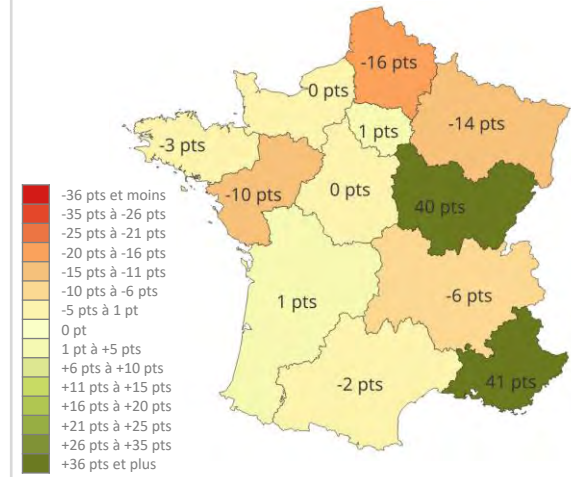 -16 pts
0 pts
1 pts
-14 pts
-3 pts
-10 pts
0 pts
40 pts
1 pts
-6 pts
-2 pts
41 pts
-36 pts et moins
-35 pts à -26 pts
-25 pts à -21 pts
-20 pts à -16 pts
-15 pts à -11 pts
-10 pts à -6 pts
-5 pts à 1 pt
0 pt
1 pt à +5 pts
+6 pts à +10 pts
+11 pts à +15 pts
+16 pts à +20 pts
+21 pts à +25 pts
+26 pts à +35 pts
+36 pts et plus